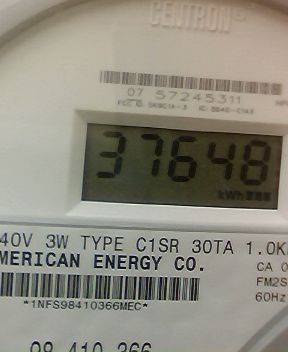 CENTRON
07 57245311
37648
kWh
40V 3W TYPE C1SR 30TA 1.0K
MERICAN ENERGY CO.
CA 0
FM2S
*1NFS98410366MEC*
60Hz
98 410 366